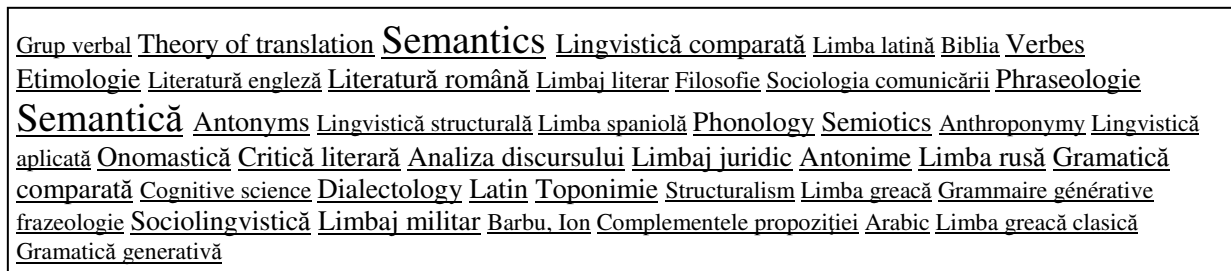 Grup verbal Theory of translation Semantics Lingvistică comparată Limba latină Biblia Verbes
Etimologie Literatură engleză Literatură română Limbaj literar Filosofie Sociologia comunicării Phraseologie
Semantică Antonyms Lingvistică structurală Limba spaniolă Phonology Semiotics Anthroponymy Lingvistică
aplicată Onomastică Critică literară Analiza discursului Limbaj juridic Antonime Limba rusă Gramatică
comparată Cognitive science Dialectology Latin Toponimie Structuralism Limba greacă Grammaire générative
frazeologie Sociolingvistică Limbaj militar Barbu, Ion Complementele propoziţiei Arabic Limba greacă clasică
Gramatică generativă